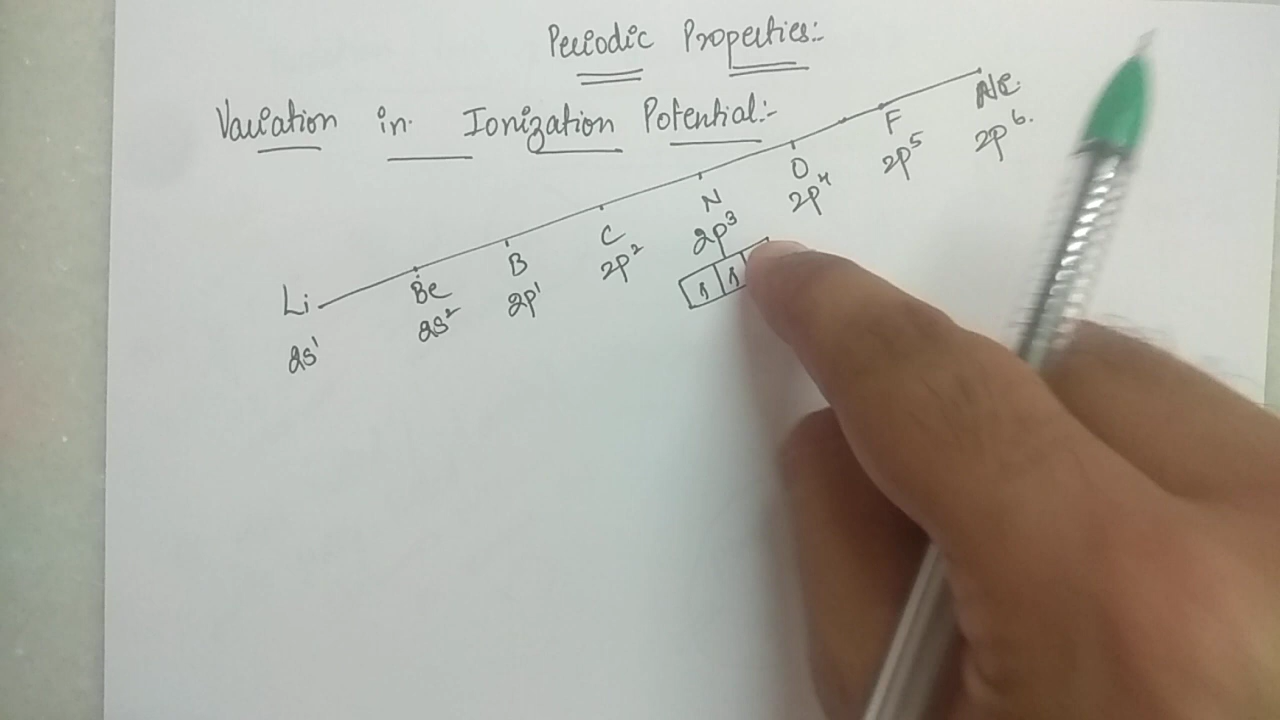 Periodic Properties:-
Variation in Ionization Potential:-
Li Be B C N O F Ne
2s¹ 2s² 2p¹ 2p² 2p³ 2p⁴ 2p⁵ 2p⁶